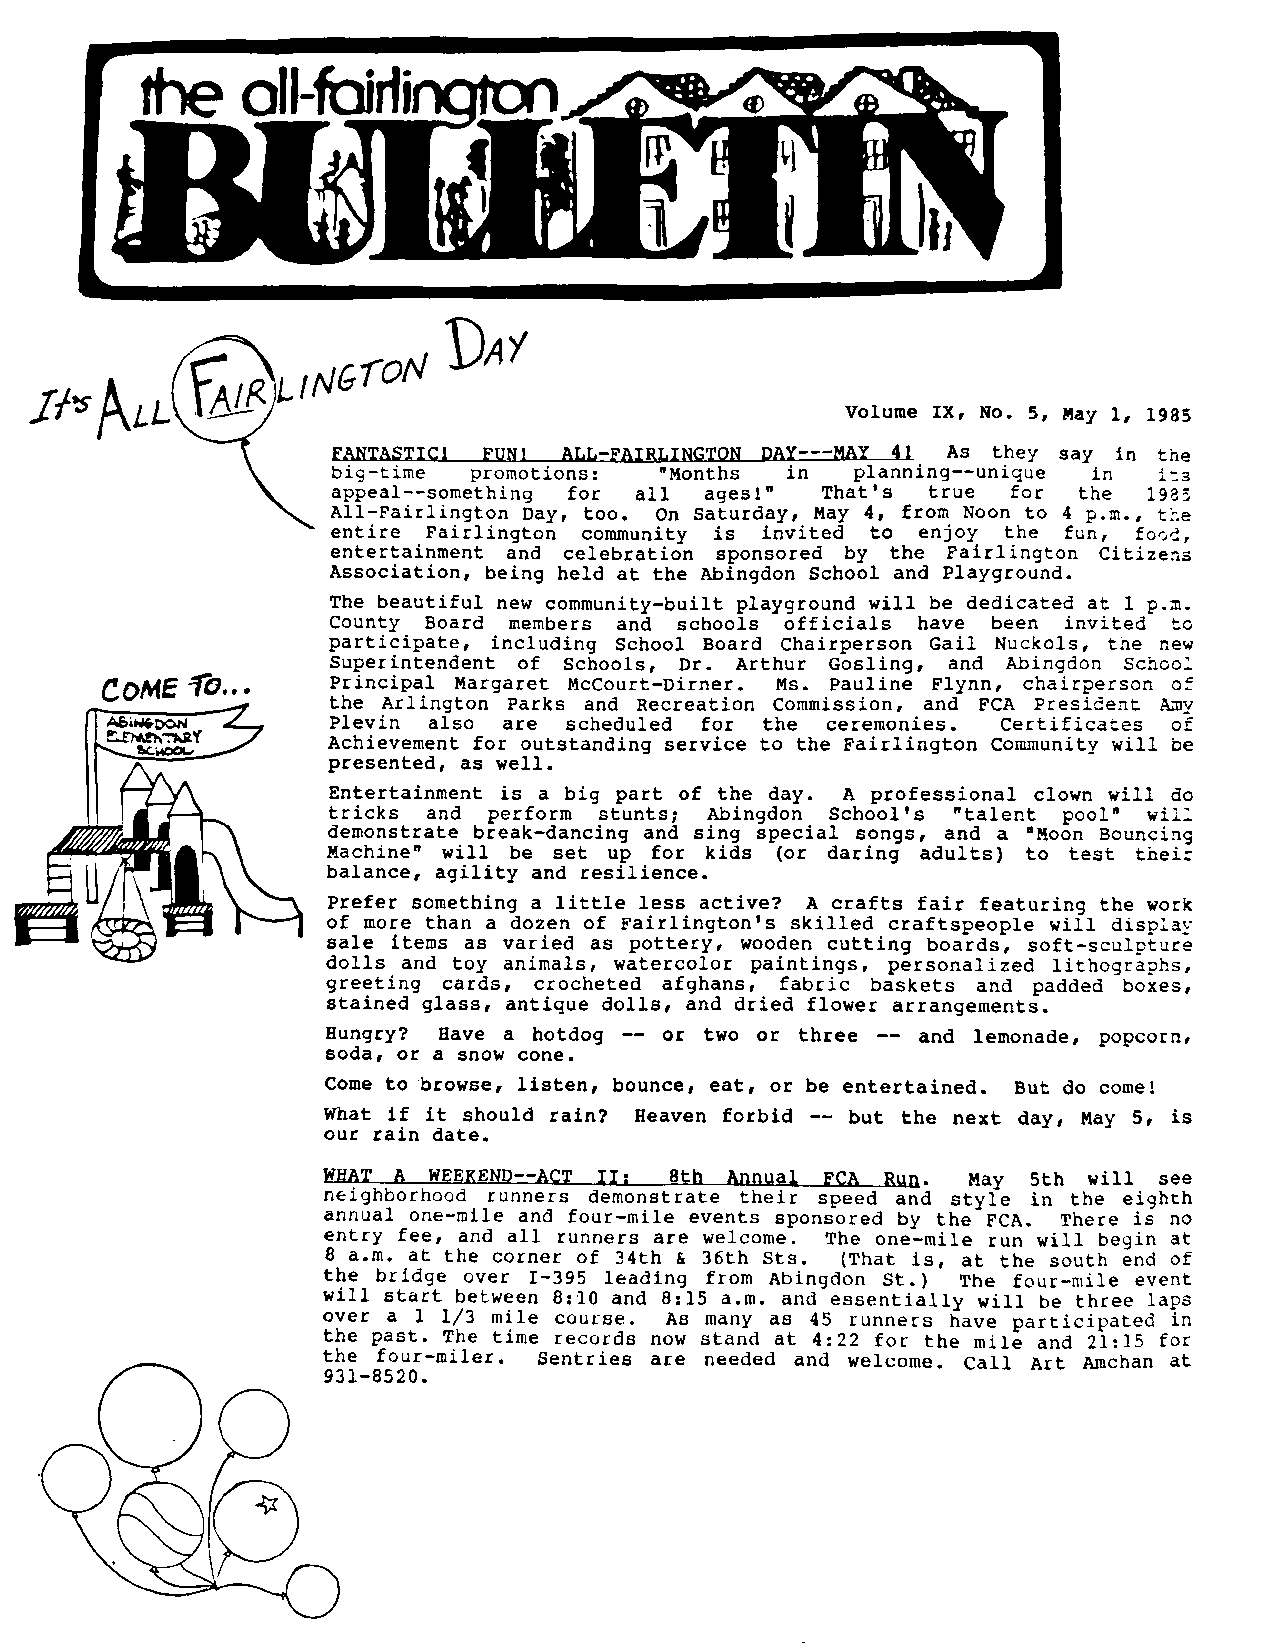 the all-fairlington
BULLETIN
It's All Fairlington Day
Volume IX, No. 5, May 1, 1985
FANTASTIC! FUN! ALL-FAIRLINGTON DAY---MAY 4! As they say in the
big-time promotions: "Months in planning--unique in its
appeal--something for all ages!" That's true for the 1985
All-Fairlington Day, too. On Saturday, May 4, from Noon to 4 p.m., the
entire Fairlington community is invited to enjoy the fun, food,
entertainment and celebration sponsored by the Fairlington Citizens
Association, being held at the Abingdon School and Playground.
The beautiful new community-built playground will be dedicated at 1 p.m.
County Board members and schools officials have been invited to
participate, including School Board Chairperson Gail Nuckols, the new
Superintendent of Schools, Dr. Arthur Gosling, and Abingdon School
Principal Margaret McCourt-Dirner. Ms. Pauline Flynn, chairperson of
the Arlington Parks and Recreation Commission, and FCA President Amy
Plevin also are scheduled for the ceremonies. Certificates of
Achievement for outstanding service to the Fairlington Community will be
presented, as well.
COME TO...
ABINGDON
ELEMENTARY
SCHOOL
Entertainment is a big part of the day. A professional clown will do
tricks and perform stunts; Abingdon School's "talent pool" will
demonstrate break-dancing and sing special songs, and a "Moon Bouncing
Machine" will be set up for kids (or daring adults) to test their
balance, agility and resilience.
Prefer something a little less active? A crafts fair featuring the work
of more than a dozen of Fairlington's skilled craftspeople will display
sale items as varied as pottery, wooden cutting boards, soft-sculpture
dolls and toy animals, watercolor paintings, personalized lithographs,
greeting cards, crocheted afghans, fabric baskets and padded boxes,
stained glass, antique dolls, and dried flower arrangements.
Hungry? Have a hotdog -- or two or three -- and lemonade, popcorn,
soda, or a snow cone.
Come to browse, listen, bounce, eat, or be entertained. But do come!
What if it should rain? Heaven forbid -- but the next day, May 5, is
our rain date.
WHAT A WEEKEND--ACT II: 8th Annual FCA Run. May 5th will see
neighborhood runners demonstrate their speed and style in the eighth
annual one-mile and four-mile events sponsored by the FCA. There is no
entry fee, and all runners are welcome. The one-mile run will begin at
8 a.m. at the corner of 34th & 36th Sts. (That is, at the south end of
the bridge over I-395 leading from Abingdon St.) The four-mile event
will start between 8:10 and 8:15 a.m. and essentially will be three laps
over a 1 1/3 mile course. As many as 45 runners have participated in
the past. The time records now stand at 4:22 for the mile and 21:15 for
the four-miler. Sentries are needed and welcome. Call Art Amchan at
931-8520.